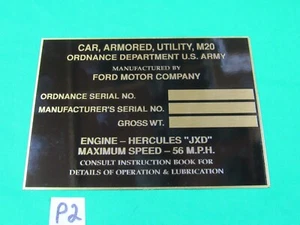 CAR, ARMORED, UTILITY, M20
ORDNANCE DEPARTMENT U.S. ARMY
MANUFACTURED BY
FORD MOTOR COMPANY
ORDNANCE SERIAL NO.
MANUFACTURER'S SERIAL NO.
GROSS WT.
ENGINE – HERCULES "JXD"
MAXIMUM SPEED – 56 M.P.H.
CONSULT INSTRUCTION BOOK FOR
DETAILS OF OPERATION & LUBRICATION
P2